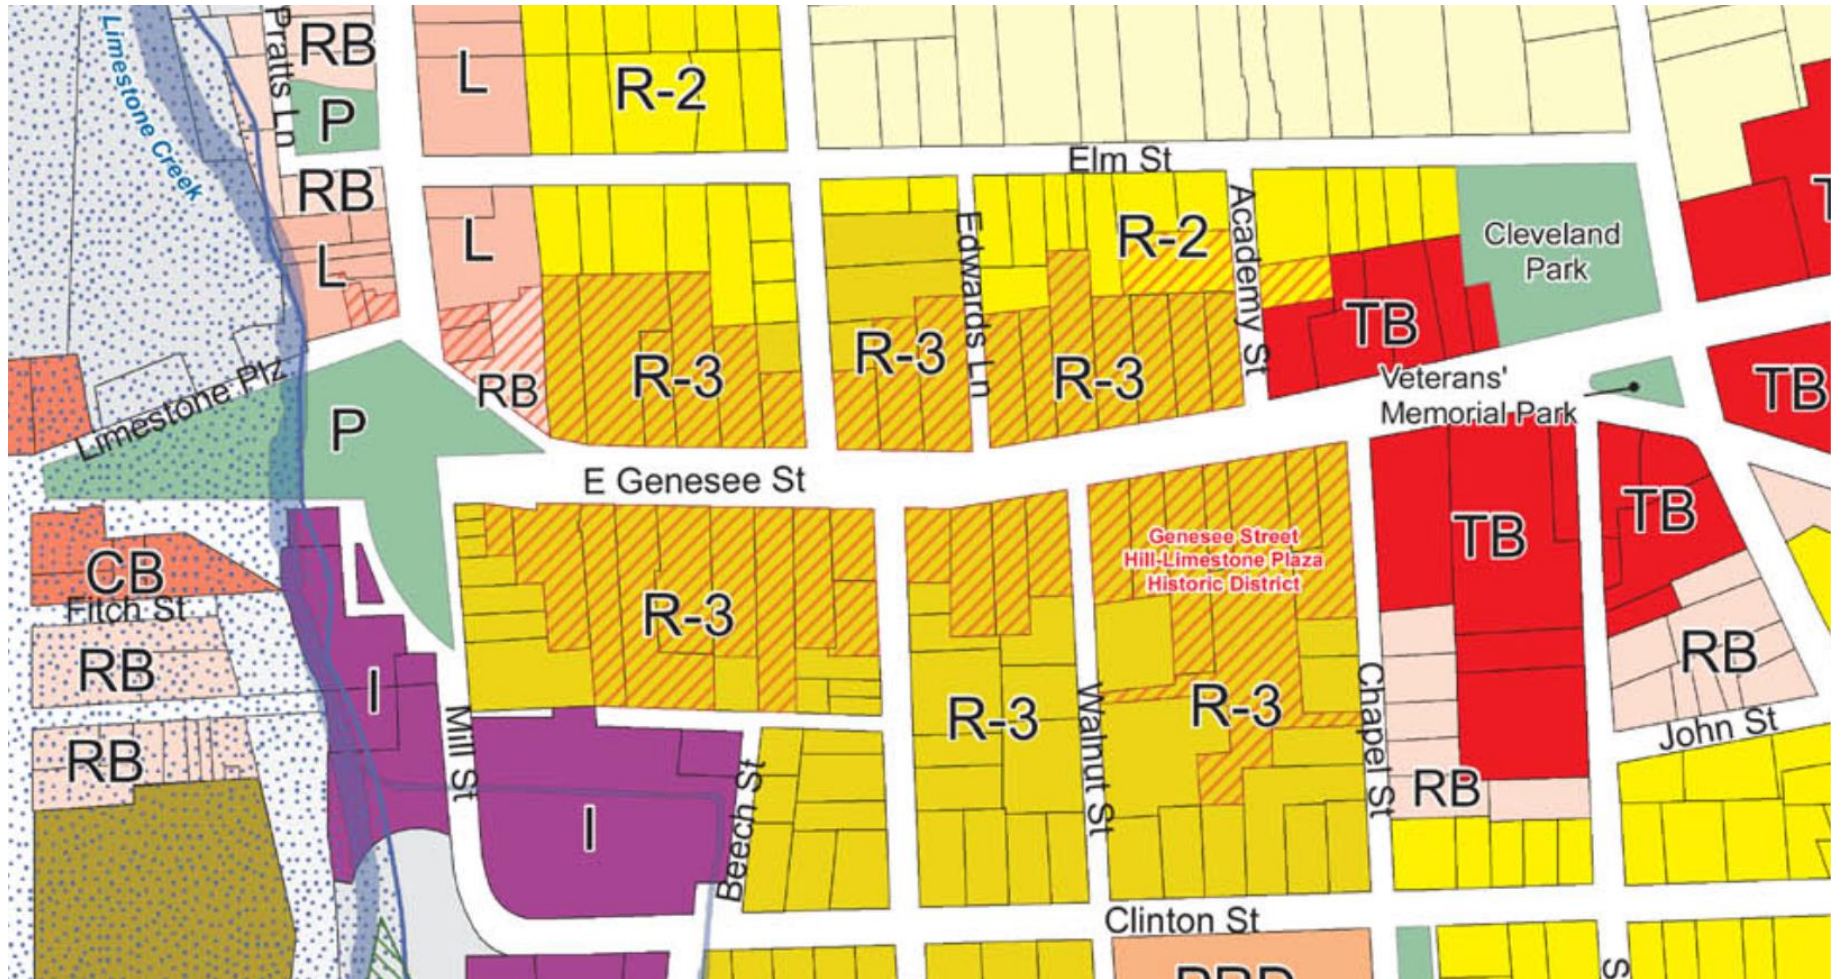 Limestone Creek
Pratts Ln
RB
P
RB
L
L
R-2
Elm St
L
RB
R-3
R-3
Edwards Ln
R-2
R-3
Academy St
Cleveland
Park
TB
Veterans'
Memorial Park
TB
Limestone Plz
P
E Genesee St
CB
Fitch St
RB
RB
I
Mill St
R-3
I
Beech St
R-3
Walnut St
Genesee Street
Hill-Limestone Plaza
Historic District
R-3
Chapel St
TB
TB
RB
RB
John St
Clinton St